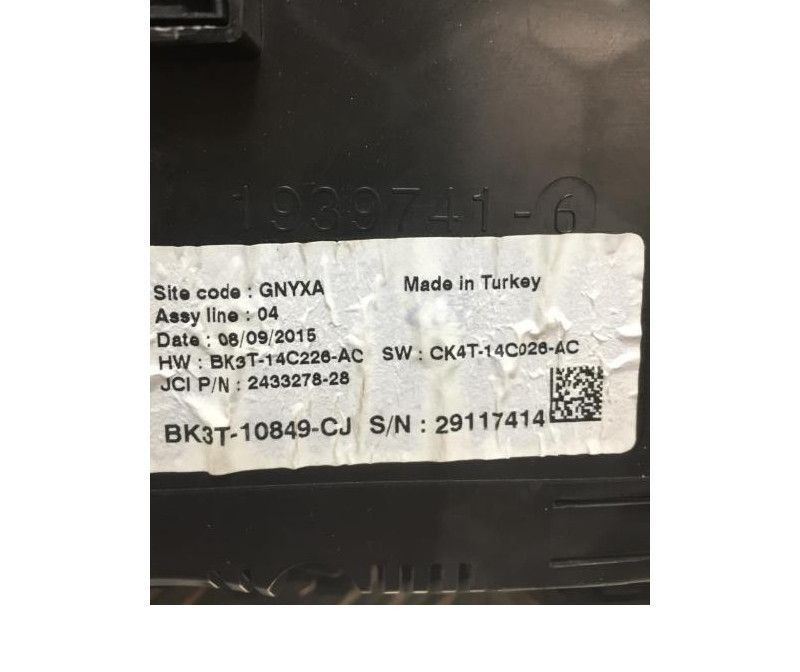 1939741-6
Site code : GNYXA Made in Turkey
Assy line : 04
Date : 08/09/2015
HW : BK3T-14C226-AC SW : CK4T-14C026-AC
JCI P/N : 2433278-28
BK3T-10849-CJ S/N : 29117414